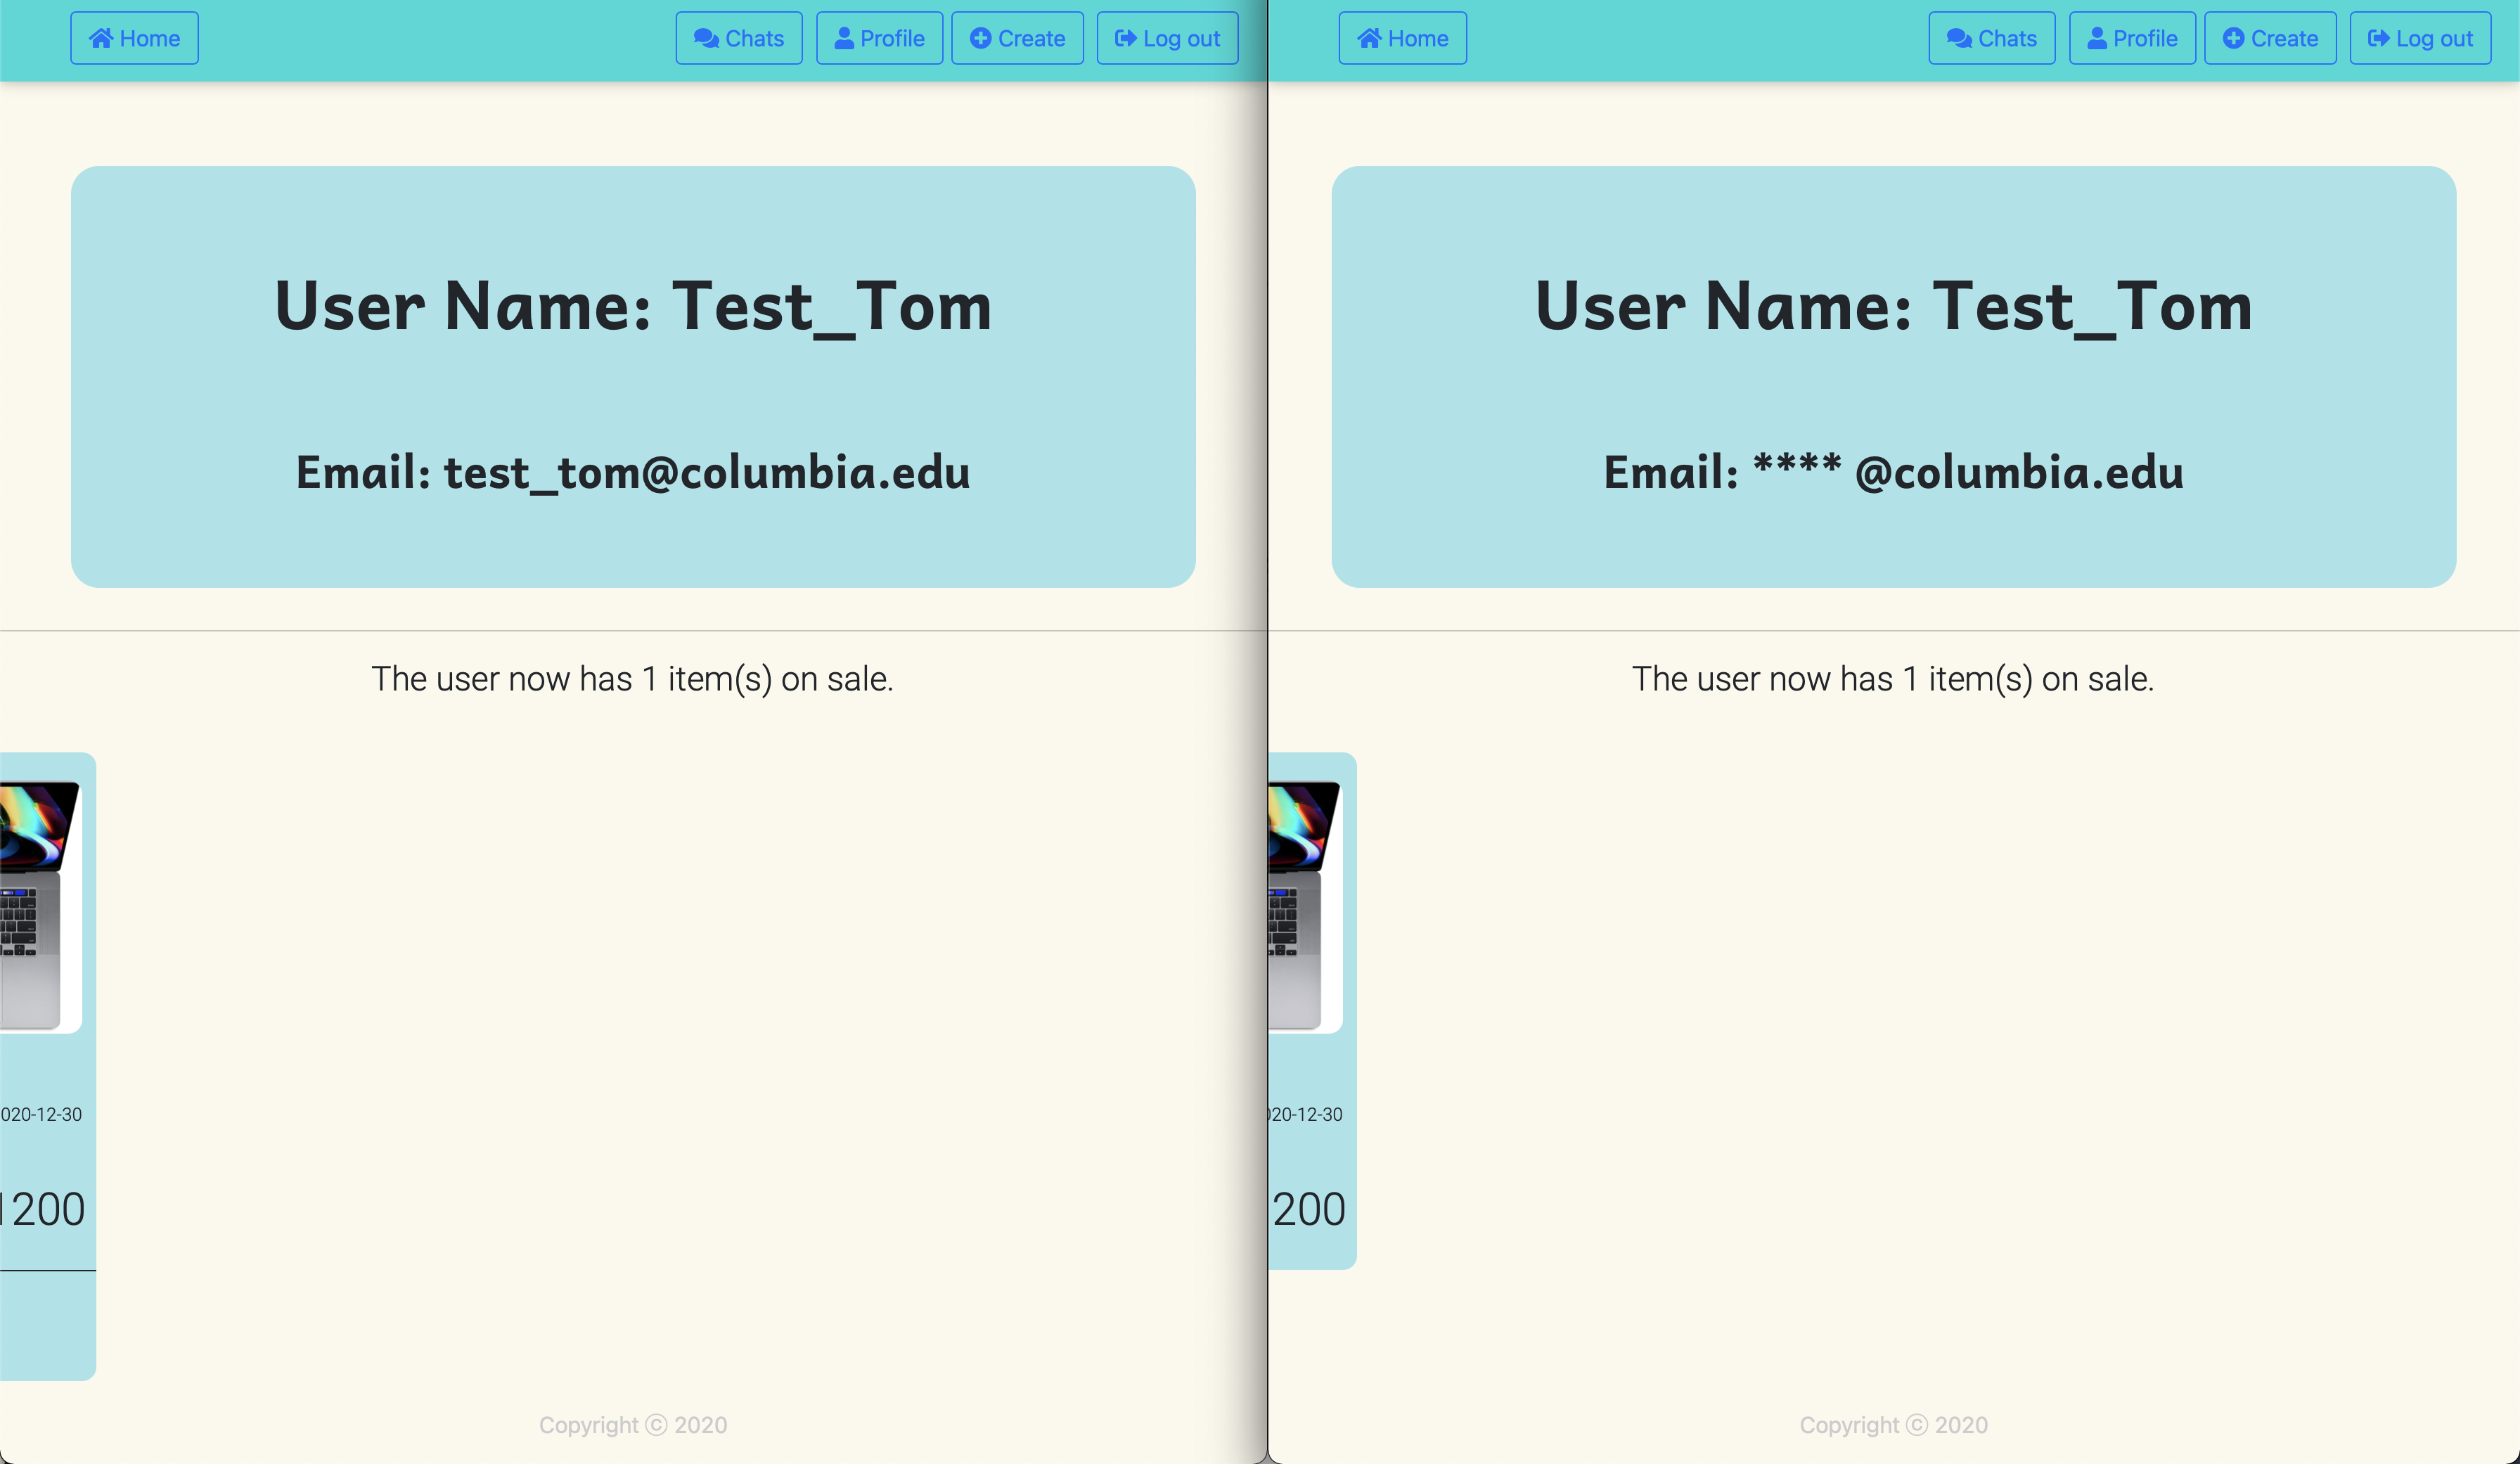 Home Chats Profile Create Log out
User Name: Test_Tom
Email: test_tom@columbia.edu
The user now has 1 item(s) on sale.
020-12-30
1200
Copyright ⓒ 2020
Home Chats Profile Create Log out
User Name: Test_Tom
Email: **** @columbia.edu
The user now has 1 item(s) on sale.
20-12-30
200
Copyright ⓒ 2020